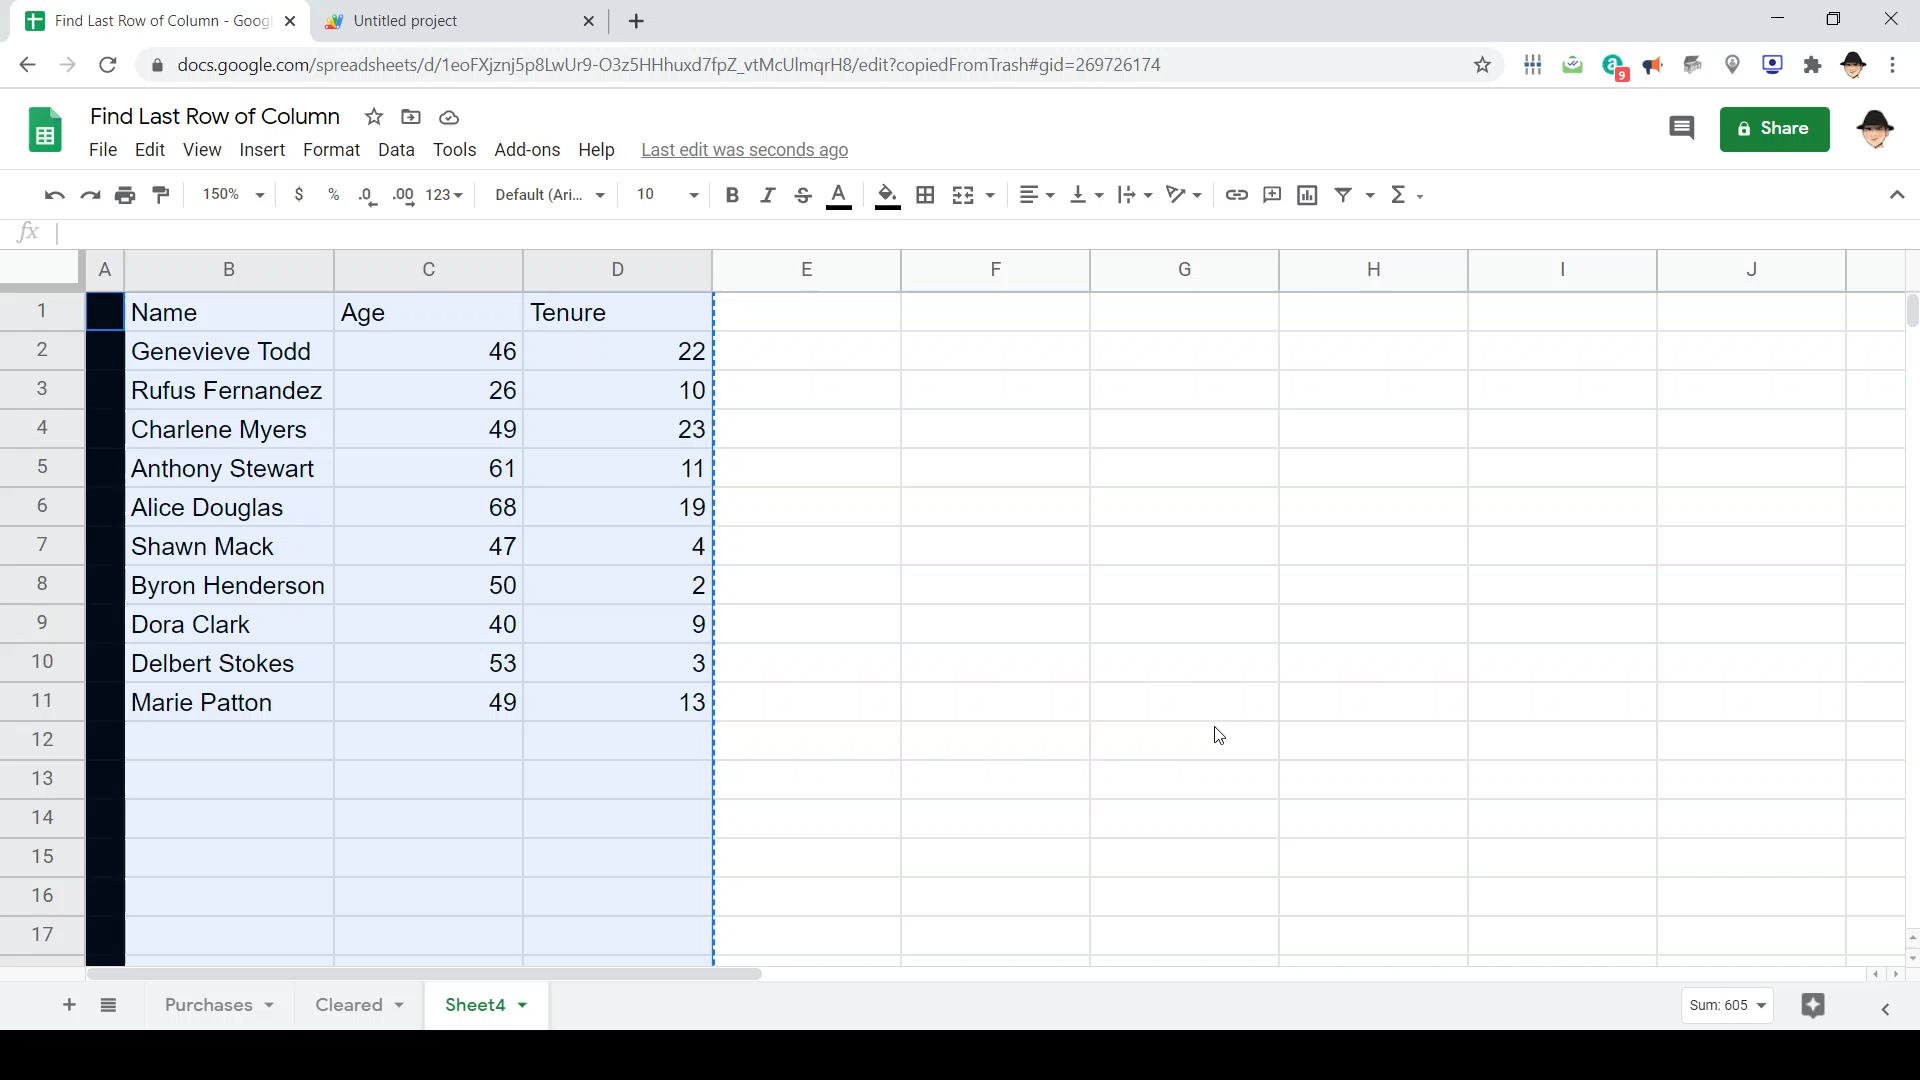 Find Last Row of Column - Goog
Untitled project
docs.google.com/spreadsheets/d/1eoFXjznj5p8LwUr9-O3z5HHhuxd7fpZ_vtMcUlmqrH8/edit?copiedFromTrash#gid=269726174
9
Find Last Row of Column
File Edit View Insert Format Data Tools Add-ons Help Last edit was seconds ago
Share
150% $ % .0 .00 123 Default (Ari... 10 B I S A Σ
fx
A B C D E F G H I J
1 Name Age Tenure
2 Genevieve Todd 46 22
3 Rufus Fernandez 26 10
4 Charlene Myers 49 23
5 Anthony Stewart 61 11
6 Alice Douglas 68 19
7 Shawn Mack 47 4
8 Byron Henderson 50 2
9 Dora Clark 40 9
10 Delbert Stokes 53 3
11 Marie Patton 49 13
12
13
14
15
16
17
Purchases Cleared Sheet4 Sum: 605